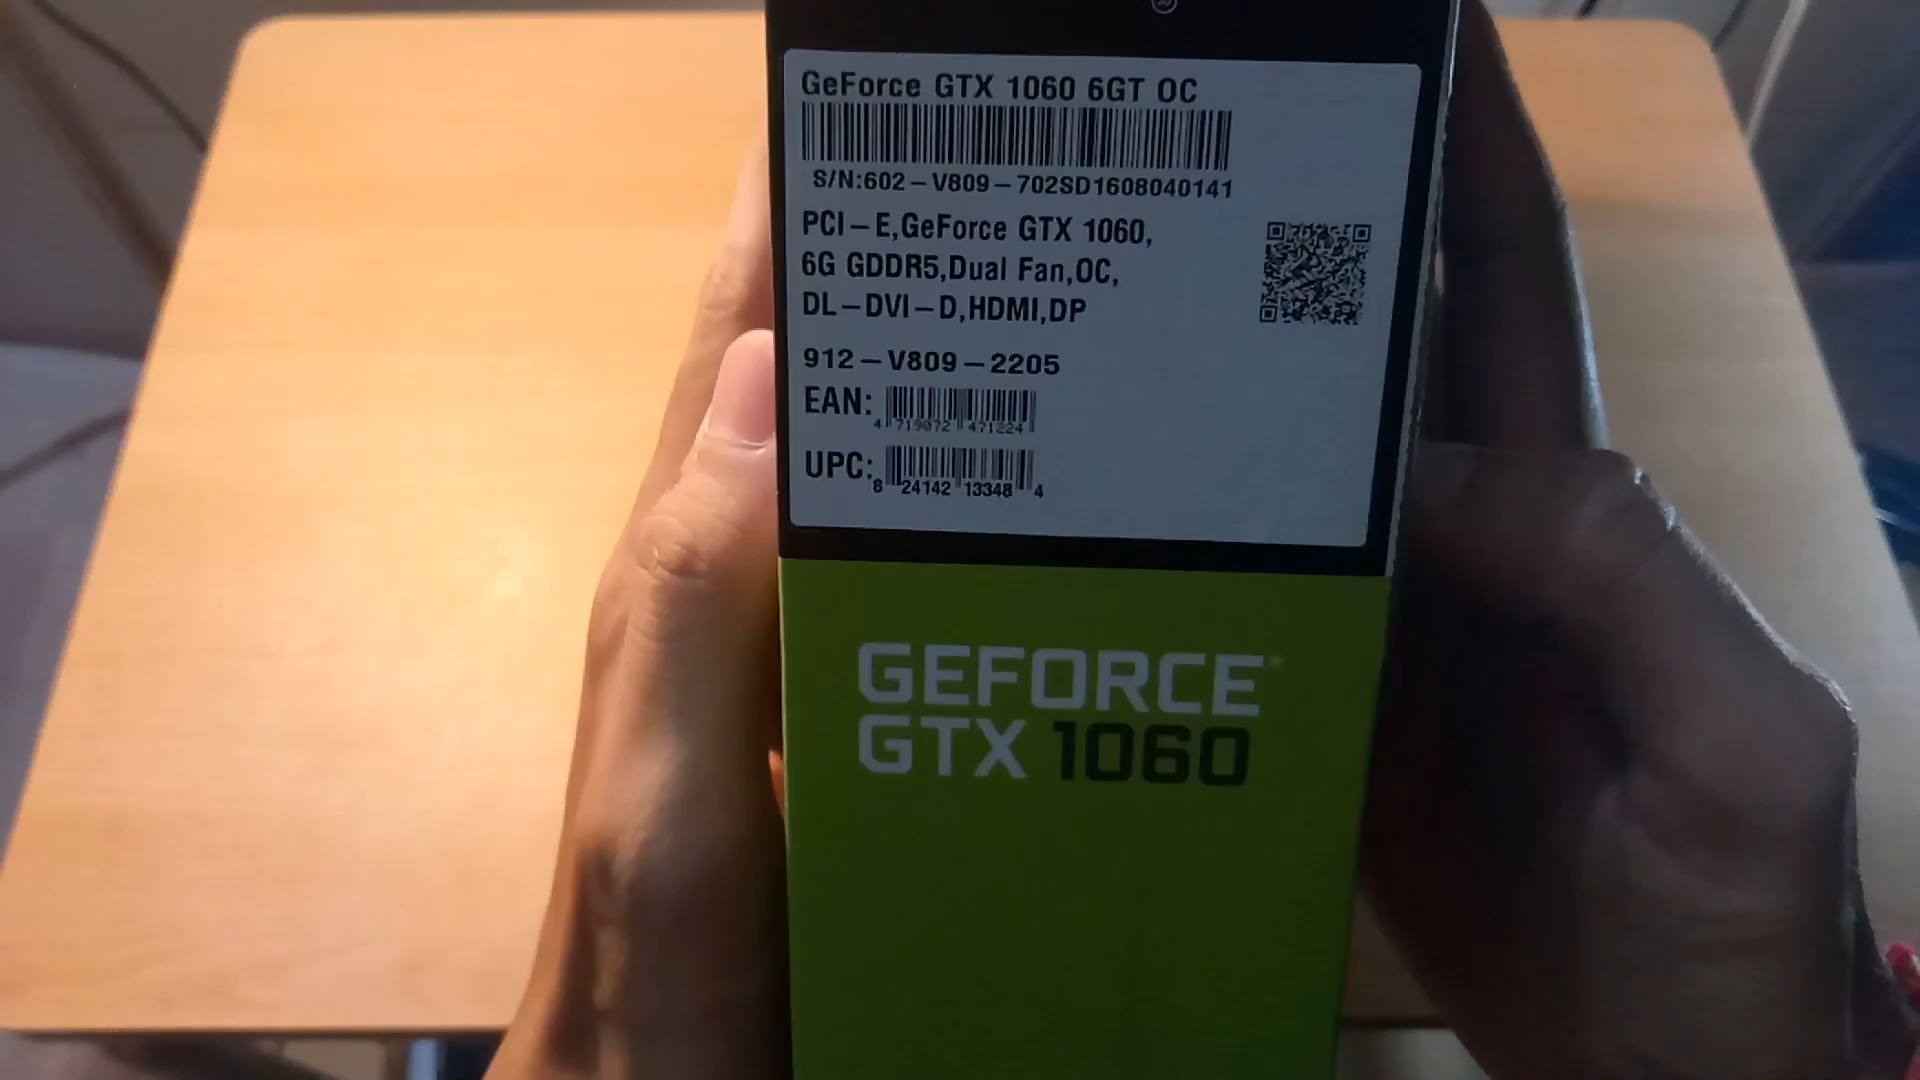 GeForce GTX 1060 6GT OC
S/N:602-V809-702SD1608040141
PCI-E,GeForce GTX 1060,
6G GDDR5,Dual Fan,OC,
DL-DVI-D,HDMI,DP
912-V809-2205
EAN:
4 719072 471224
UPC:
8 24142 13348 4
GEFORCE
GTX 1060